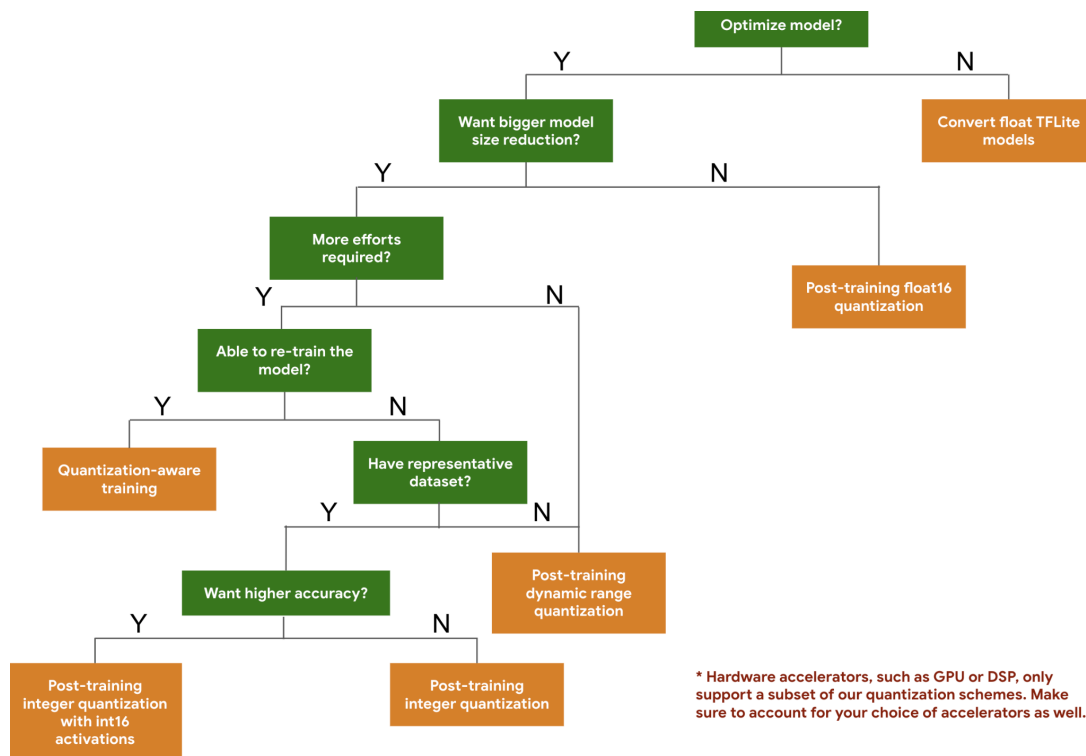 Optimize model?
Y
N
Want bigger model
size reduction?
Convert float TFLite
models
Y
N
More efforts
required?
Post-training float16
quantization
Y
N
Able to re-train the
model?
Y
N
Quantization-aware
training
Have representative
dataset?
Y
N
Want higher accuracy?
Post-training
dynamic range
quantization
Y
N
Post-training
integer quantization
with int16
activations
Post-training
integer quantization
* Hardware accelerators, such as GPU or DSP, only
support a subset of our quantization schemes. Make
sure to account for your choice of accelerators as well.